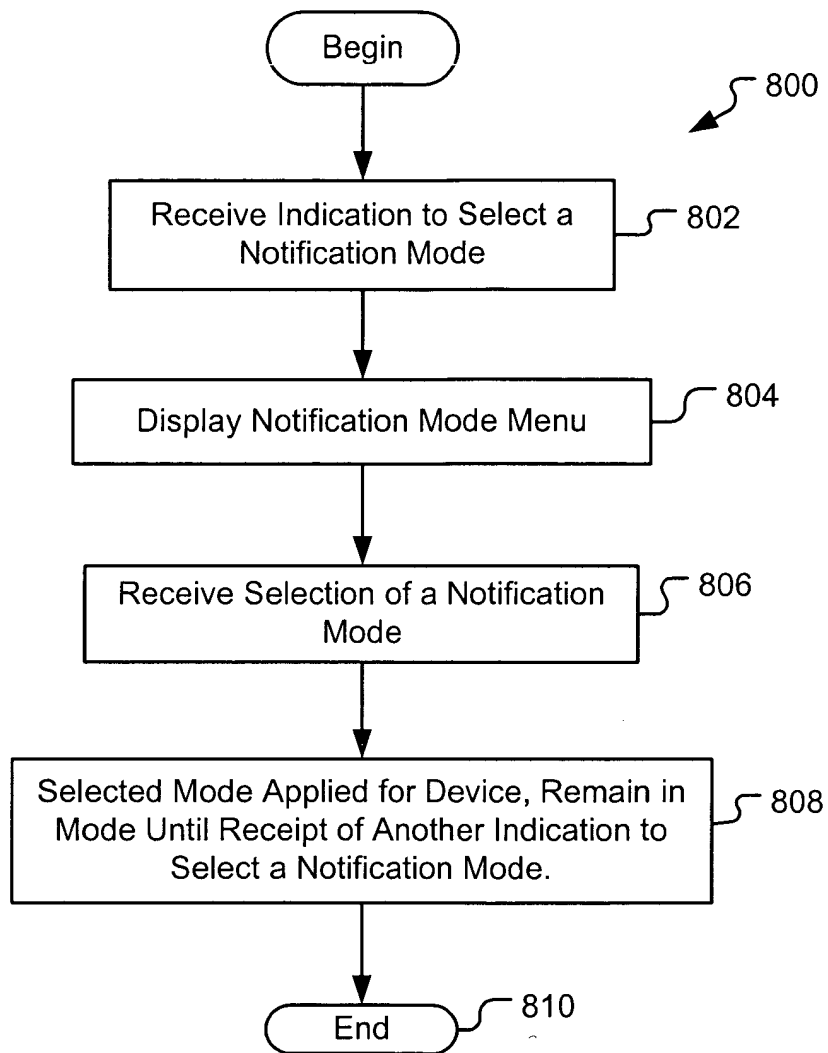 Begin
800
Receive Indication to Select a
Notification Mode
802
Display Notification Mode Menu
804
Receive Selection of a Notification
Mode
806
Selected Mode Applied for Device, Remain in
Mode Until Receipt of Another Indication to
Select a Notification Mode.
808
End
810